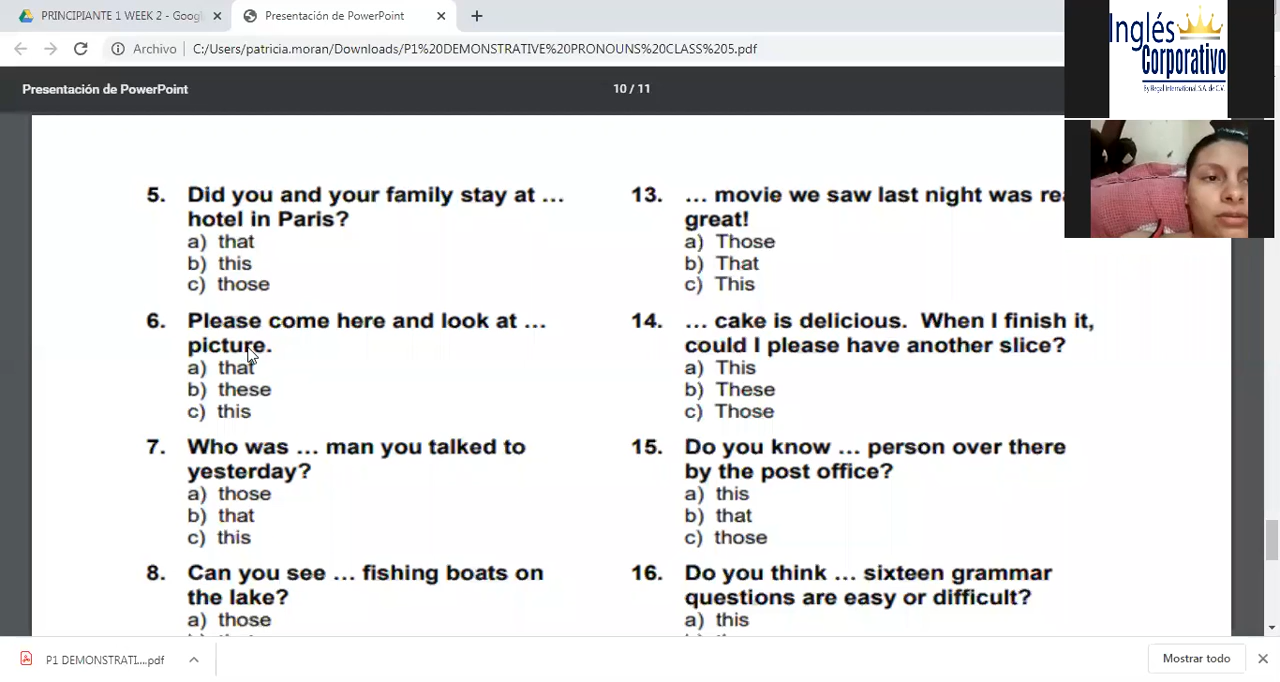 PRINCIPIANTE 1 WEEK 2 - Googl
Presentación de PowerPoint
Archivo
C:/Users/patricia.moran/Downloads/P1%20DEMONSTRATIVE%20PRONOUNS%20CLASS%205.pdf
Presentación de PowerPoint
10 / 11
Inglés
Corporativo
By Regal International S.A. de C.V.
5. Did you and your family stay at ...
hotel in Paris?
a) that
b) this
c) those
6. Please come here and look at ...
picture.
a) that
b) these
c) this
7. Who was ... man you talked to
yesterday?
a) those
b) that
c) this
8. Can you see ... fishing boats on
the lake?
a) those
13. ... movie we saw last night was
great!
a) Those
b) That
c) This
14. ... cake is delicious. When I finish it,
could I please have another slice?
a) This
b) These
c) Those
15. Do you know ... person over there
by the post office?
a) this
b) that
c) those
16. Do you think ... sixteen grammar
questions are easy or difficult?
a) this
P1 DEMONSTRATI....pdf
Mostrar todo